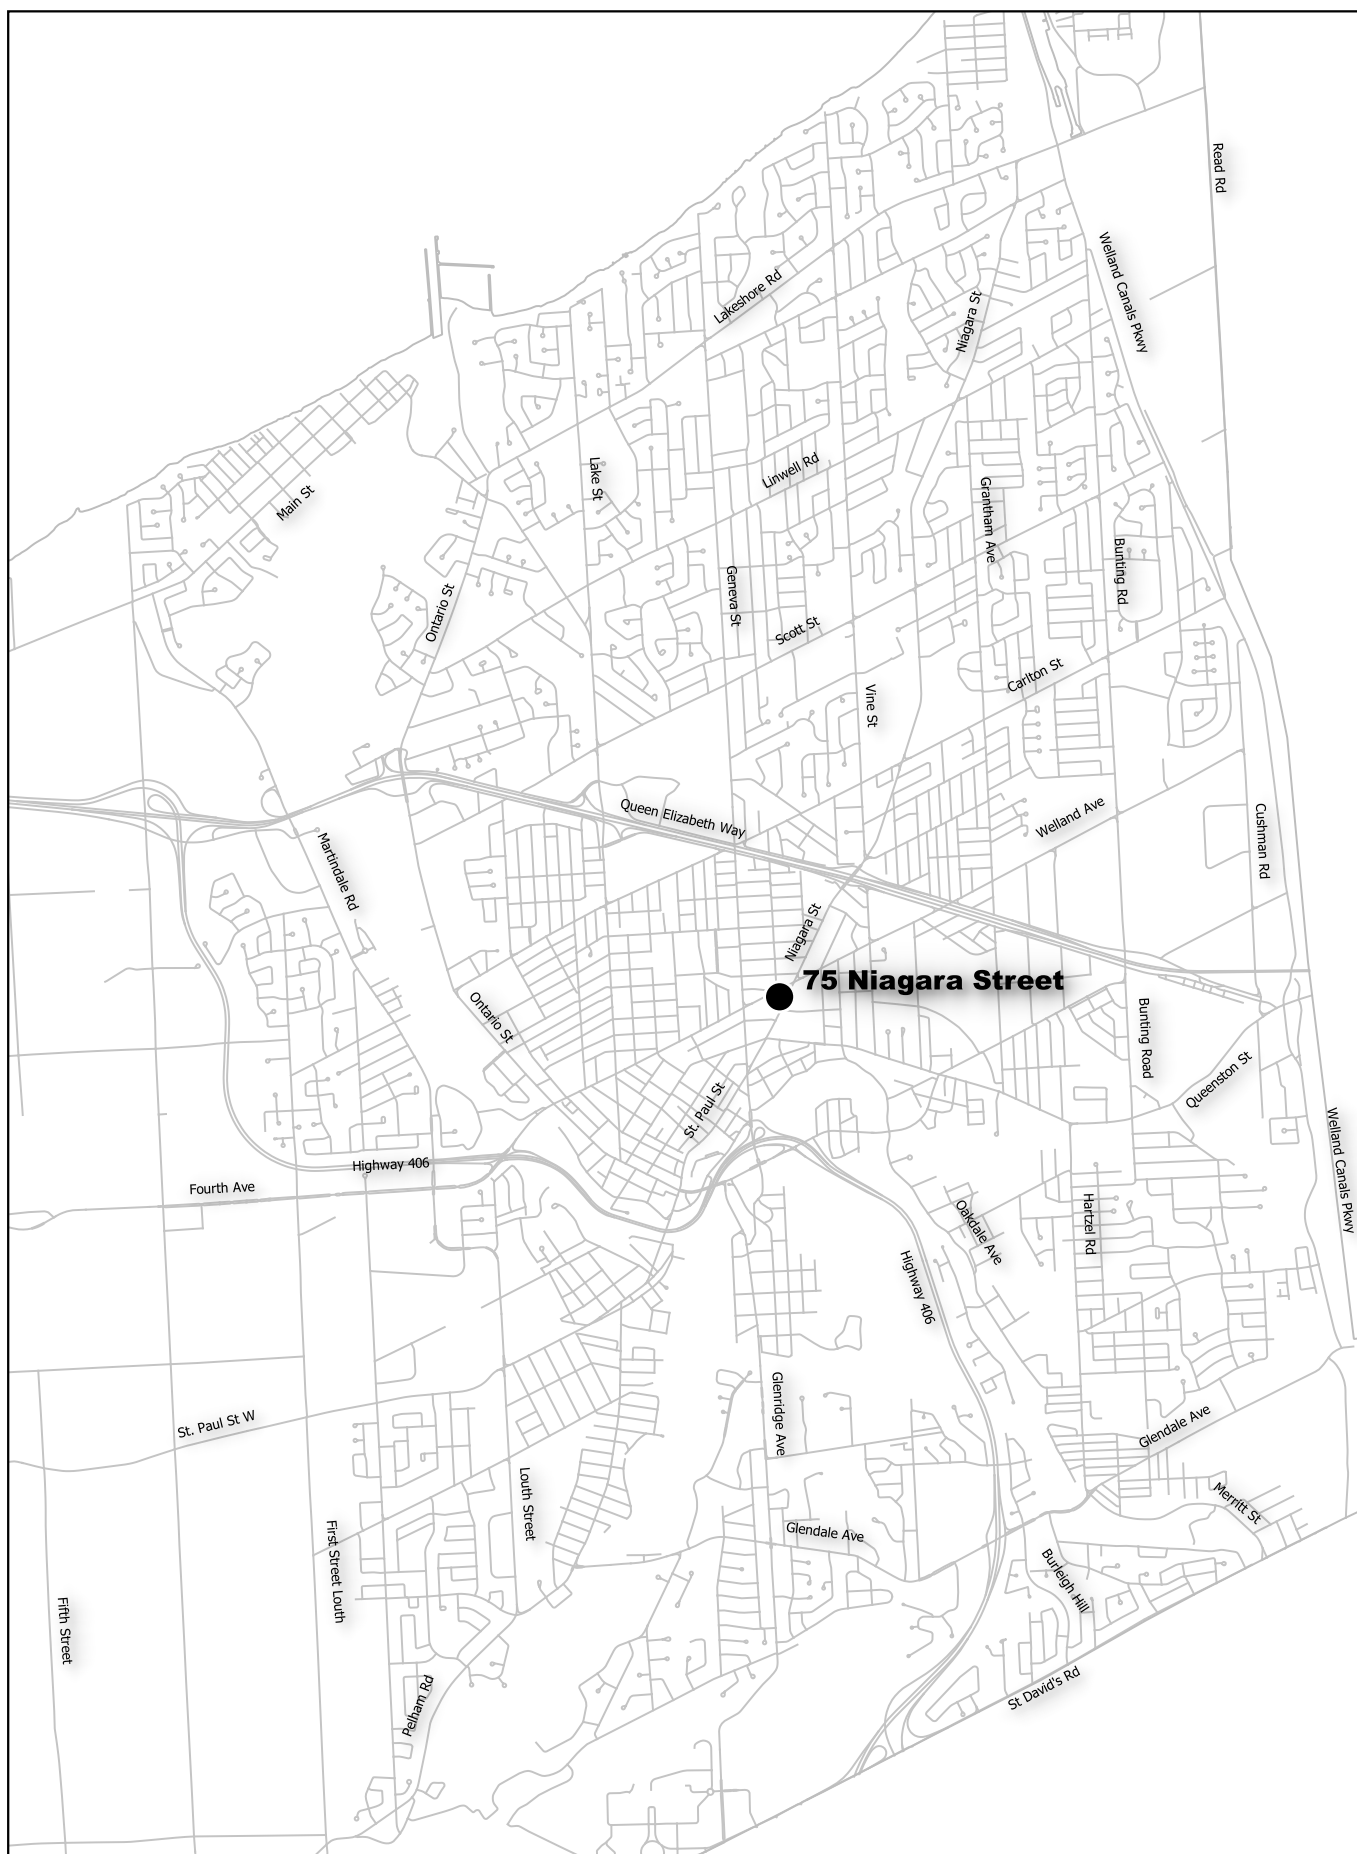 Read Rd
Welland Canals Pkwy
Lakeshore Rd
Niagara St
Linwell Rd
Lake St
Main St
Grantham Ave
Bunting Rd
Geneva St
Ontario St
Scott St
Carlton St
Vine St
Queen Elizabeth Way
Welland Ave
Cushman Rd
Martindale Rd
Niagara St
75 Niagara Street
Ontario St
Bunting Road
Queenston St
St. Paul St
Welland Canals Pkwy
Highway 406
Fourth Ave
Oakdale Ave
Hartzel Rd
Highway 406
Glenridge Ave
St. Paul St W
Glendale Ave
Louth Street
Merritt St
First Street Louth
Glendale Ave
Burleigh Hill
Fifth Street
Pelham Rd
St David's Rd